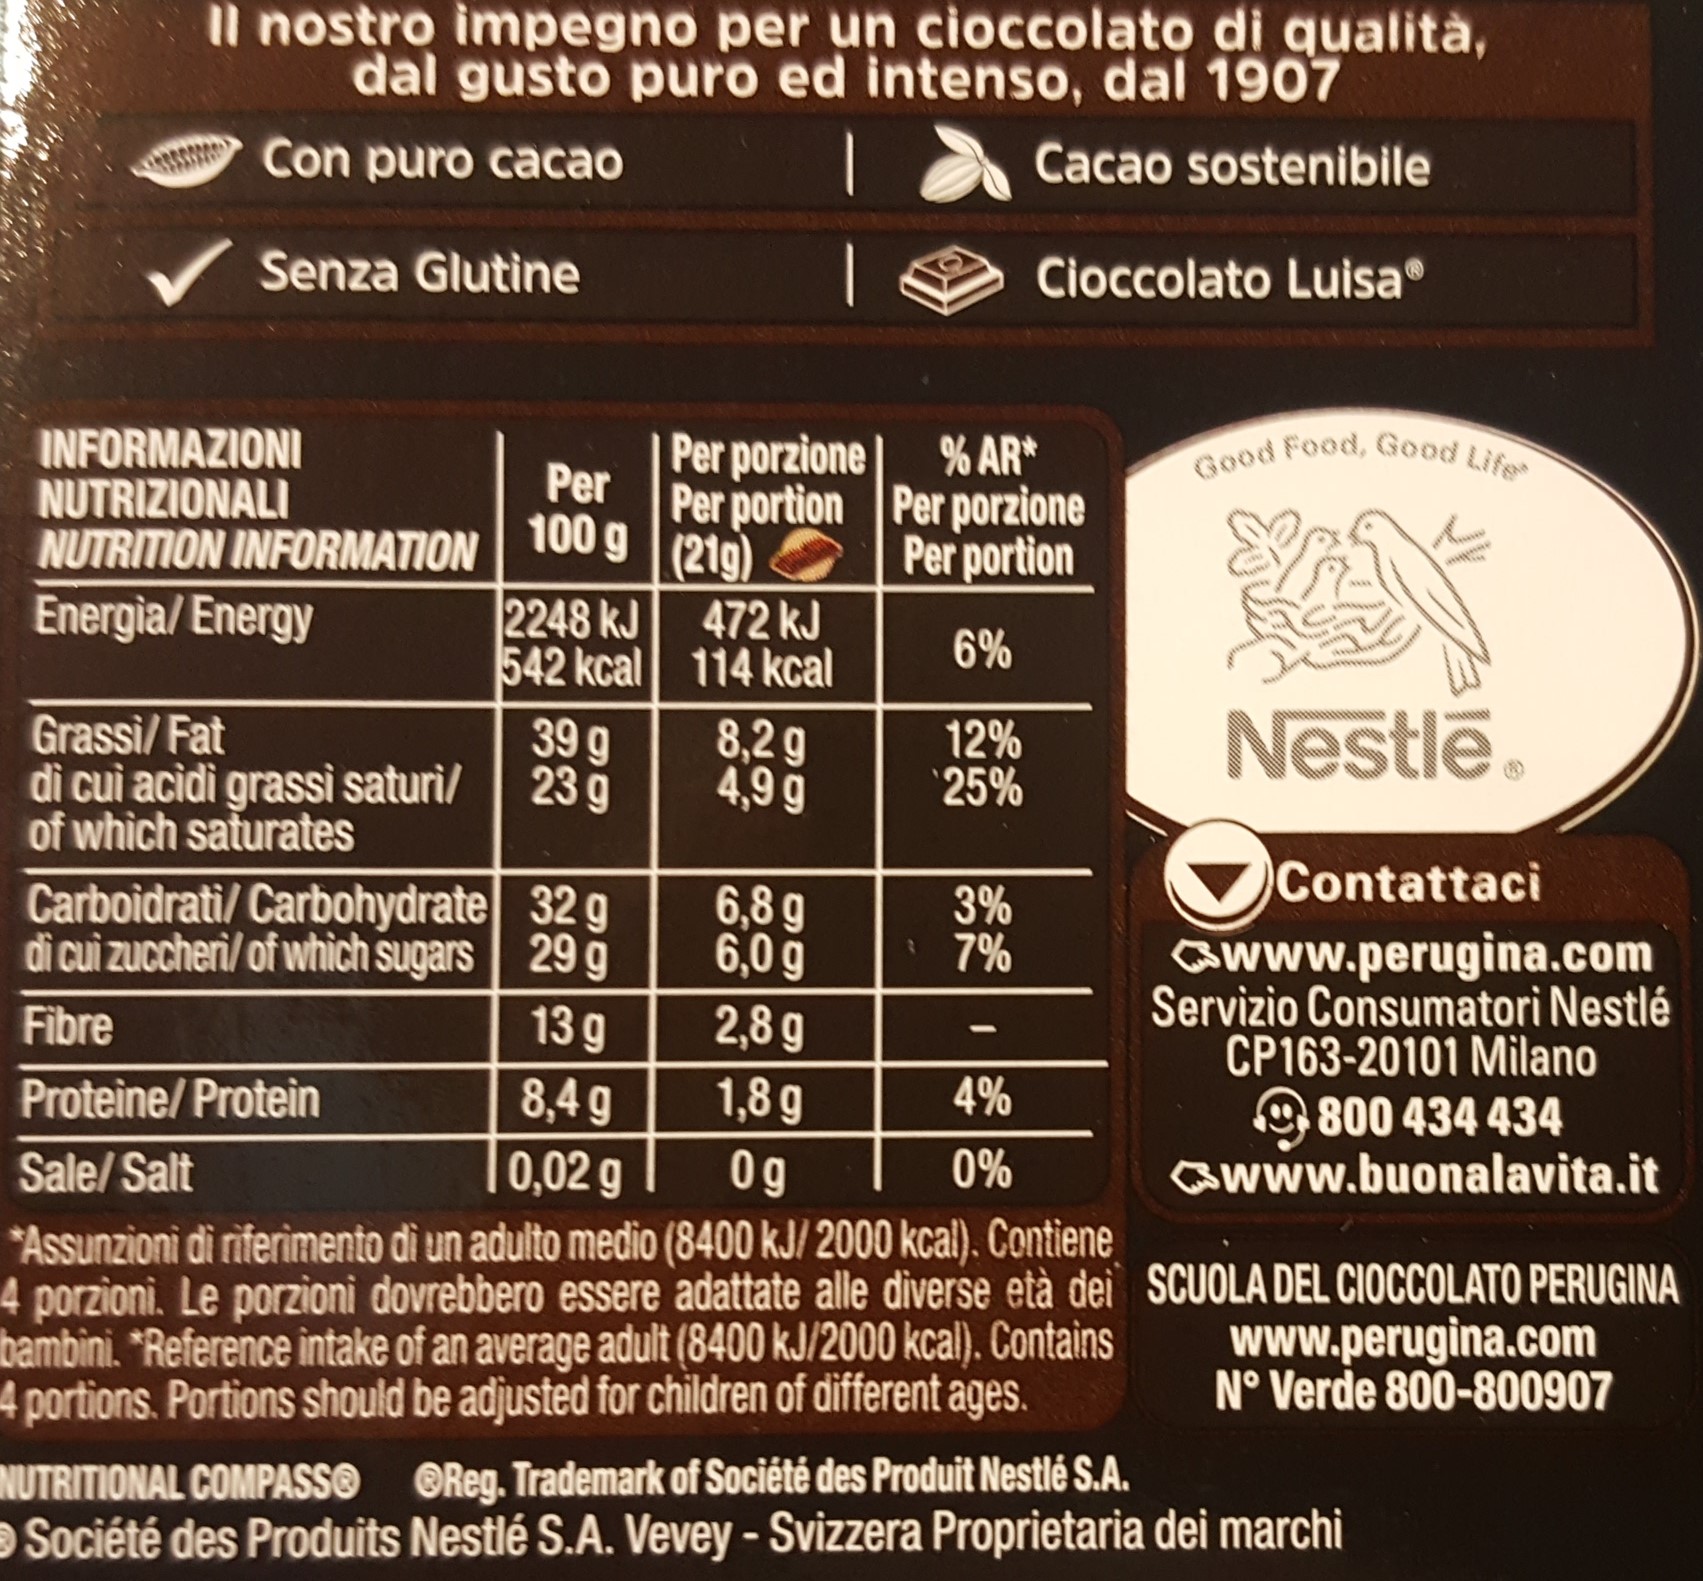 Il nostro impegno per un cioccolato di qualità,
dal gusto puro ed intenso, dal 1907
Con puro cacao | Cacao sostenibile
Senza Glutine | Cioccolato Luisa®
INFORMAZIONI
NUTRIZIONALI
NUTRITION INFORMATION
Per
100 g
Per porzione
Per portion
(21g)
% AR*
Per porzione
Per portion
Energia/ Energy 2248 kJ 472 kJ 6%
542 kcal 114 kcal
Grassi/ Fat 39 g 8,2 g 12%
di cui acidi grassi saturi/ 23 g 4,9 g 25%
of which saturates
Carboidrati/ Carbohydrate 32 g 6,8 g 3%
di cui zuccheri/ of which sugars 29 g 6,0 g 7%
Fibre 13 g 2,8 g –
Proteine/ Protein 8,4 g 1,8 g 4%
Sale/ Salt 0,02 g 0 g 0%
*Assunzioni di riferimento di un adulto medio (8400 kJ/ 2000 kcal). Contiene
4 porzioni. Le porzioni dovrebbero essere adattate alle diverse età dei
bambini. *Reference intake of an average adult (8400 kJ/2000 kcal). Contains
4 portions. Portions should be adjusted for children of different ages.
Good Food, Good Life
Nestlé®
Contattaci
www.perugina.com
Servizio Consumatori Nestlé
CP163-20101 Milano
800 434 434
www.buonalavita.it
SCUOLA DEL CIOCCOLATO PERUGINA
www.perugina.com
N° Verde 800-800907
NUTRITIONAL COMPASS® ®Reg. Trademark of Société des Produit Nestlé S.A.
® Société des Produits Nestlé S.A. Vevey - Svizzera Proprietaria dei marchi